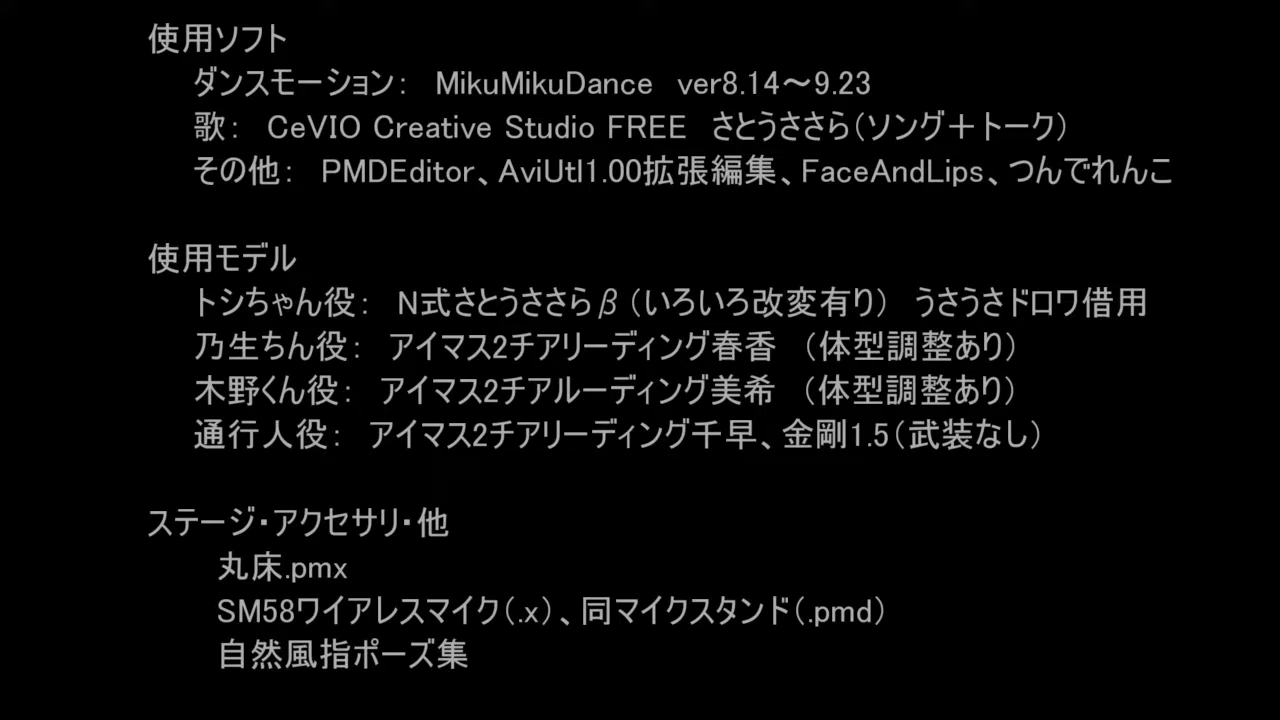 使用ソフト
ダンスモーション： MikuMikuDance ver8.14～9.23
歌： CeVIO Creative Studio FREE さとうささら（ソング＋トーク）
その他： PMDEditor、AviUtl1.00拡張編集、FaceAndLips、つんでれんこ
使用モデル
トシちゃん役： N式さとうささらβ（いろいろ改変有り） うさうさドロワ借用
乃生ちん役： アイマス2チアリーディング春香 （体型調整あり）
木野くん役： アイマス2チアルーディング美希 （体型調整あり）
通行人役： アイマス2チアリーディング千早、金剛1.5（武装なし）
ステージ・アクセサリ・他
丸床.pmx
SM58ワイアレスマイク（.x）、同マイクスタンド（.pmd）
自然風指ポーズ集